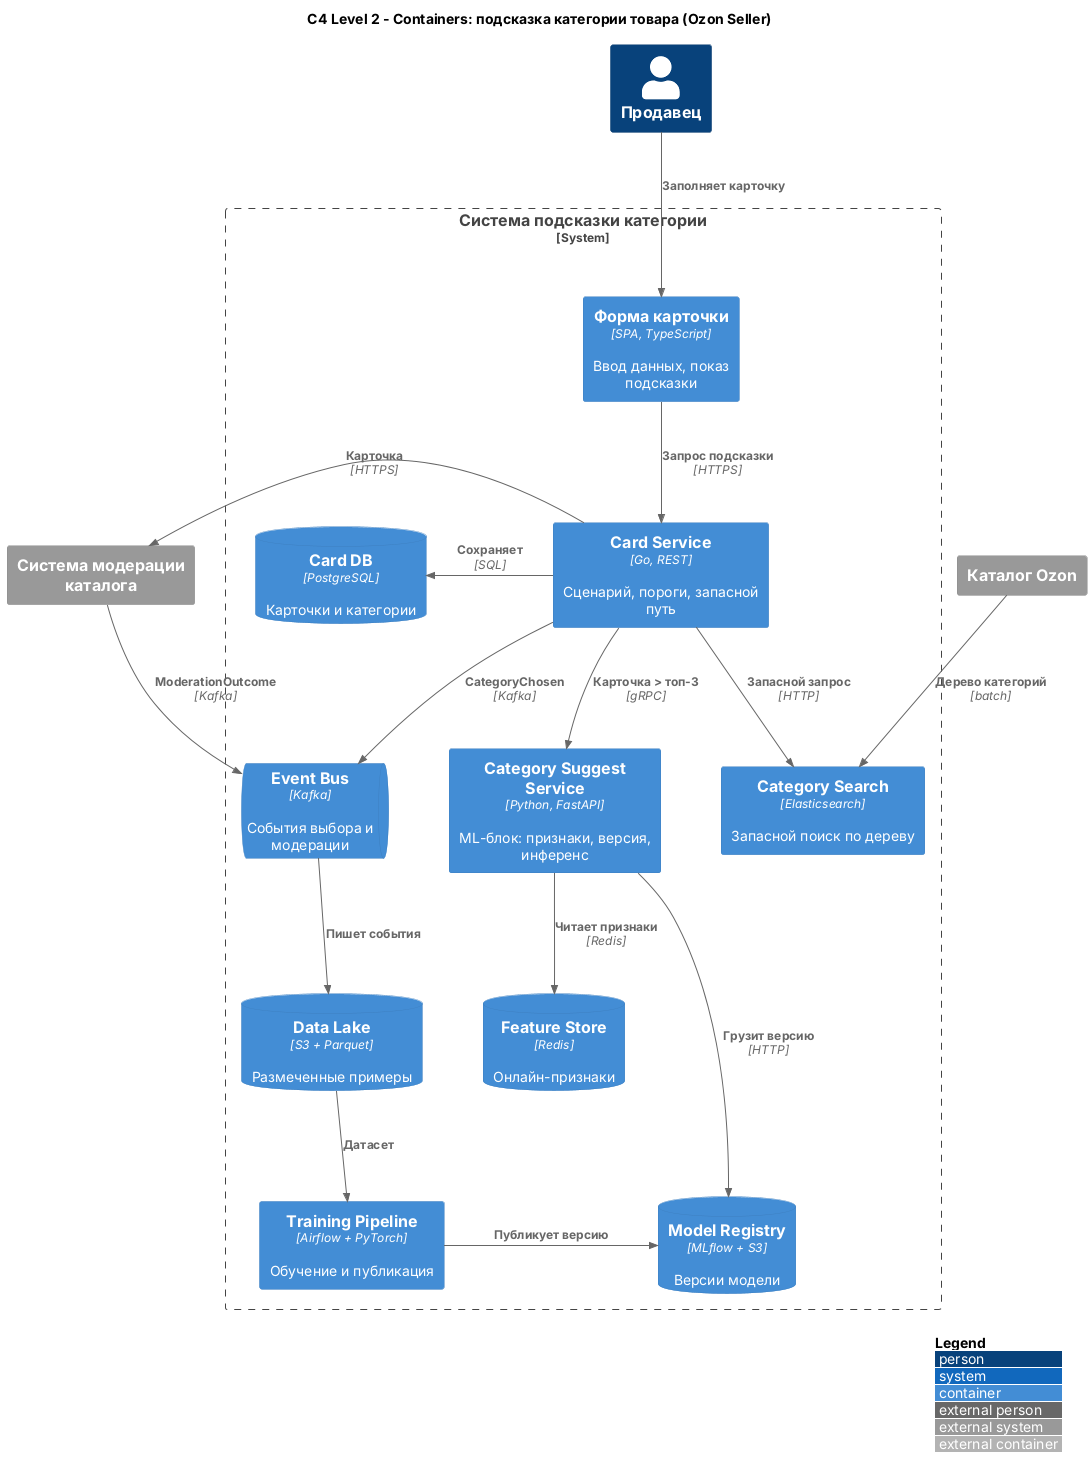 C4 Level 2 - Containers: подсказка категории товара (Ozon Seller)
Продавец
Заполняет карточку
Система подсказки категории
[System]
Форма карточки
[SPA, TypeScript]
Ввод данных, показ
подсказки
Карточка
[HTTPS]
Запрос подсказки
[HTTPS]
Система модерации
каталога
Card DB
[PostgreSQL]
Карточки и категории
Сохраняет
[SQL]
Card Service
[Go, REST]
Сценарий, пороги, запасной
путь
Каталог Ozon
ModerationOutcome
[Kafka]
CategoryChosen
[Kafka]
Карточка > топ-3
[gRPC]
Запасной запрос
[HTTP]
Дерево категорий
[batch]
Event Bus
[Kafka]
События выбора и
модерации
Category Suggest
Service
[Python, FastAPI]
ML-блок: признаки, версия,
инференс
Category Search
[Elasticsearch]
Запасной поиск по дереву
Пишет события
Читает признаки
[Redis]
Грузит версию
[HTTP]
Data Lake
[S3 + Parquet]
Размеченные примеры
Feature Store
[Redis]
Онлайн-признаки
Датасет
Training Pipeline
[Airflow + PyTorch]
Обучение и публикация
Публикует версию
Model Registry
[MLflow + S3]
Версии модели
Legend
person
system
container
external person
external system
external container